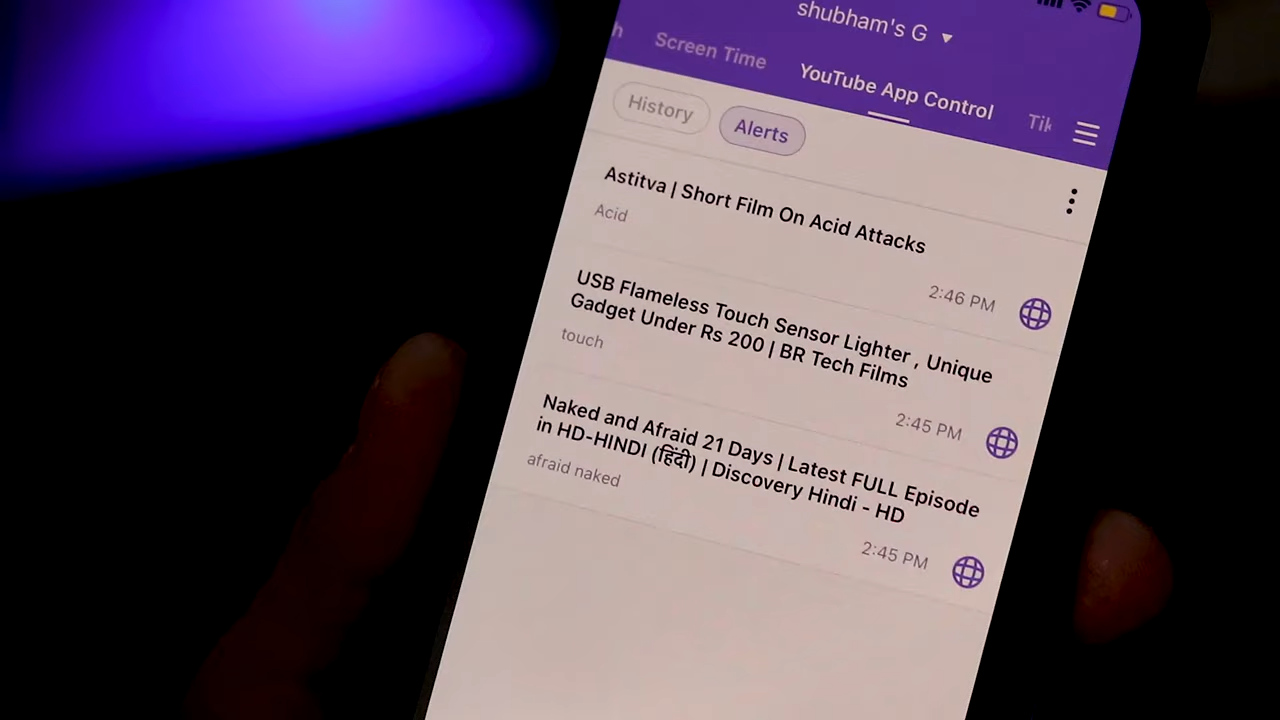 shubham's G
Screen Time
YouTube App Control
Tik
History
Alerts
Astitva | Short Film On Acid Attacks
Acid
2:46 PM
USB Flameless Touch Sensor Lighter , Unique
Gadget Under Rs 200 | BR Tech Films
touch
2:45 PM
Naked and Afraid 21 Days | Latest FULL Episode
in HD-HINDI (हिंदी) | Discovery Hindi - HD
afraid naked
2:45 PM